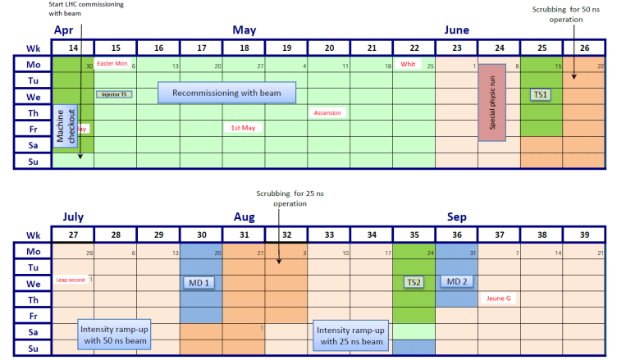 Start LHC commissioning
with beam
Scrubbing for 50 ns
operation
Apr May June
Wk 14 15 16 17 18 19 20 21 22 23 24 25 26
Mo 30 Easter Mon 6 13 20 27 4 11 18 Whit 25 1 8 15 22
Tu
We Injector TS Recommissioning with beam TS1
Th Ascension
Fr 1st May
Sa
Su
Machine
checkout
Special physic run
Scrubbing for 25 ns
operation
July Aug Sep
Wk 27 28 29 30 31 32 33 34 35 36 37 38 39
Mo 29 6 13 20 27 3 10 17 24 31 7 14 21
Tu
We Leap second 1 MD 1 TS2 MD 2
Th Jeune G
Fr
Sa 1
Su
Intensity ramp-up
with 50 ns beam
Intensity ramp-up
with 25 ns beam